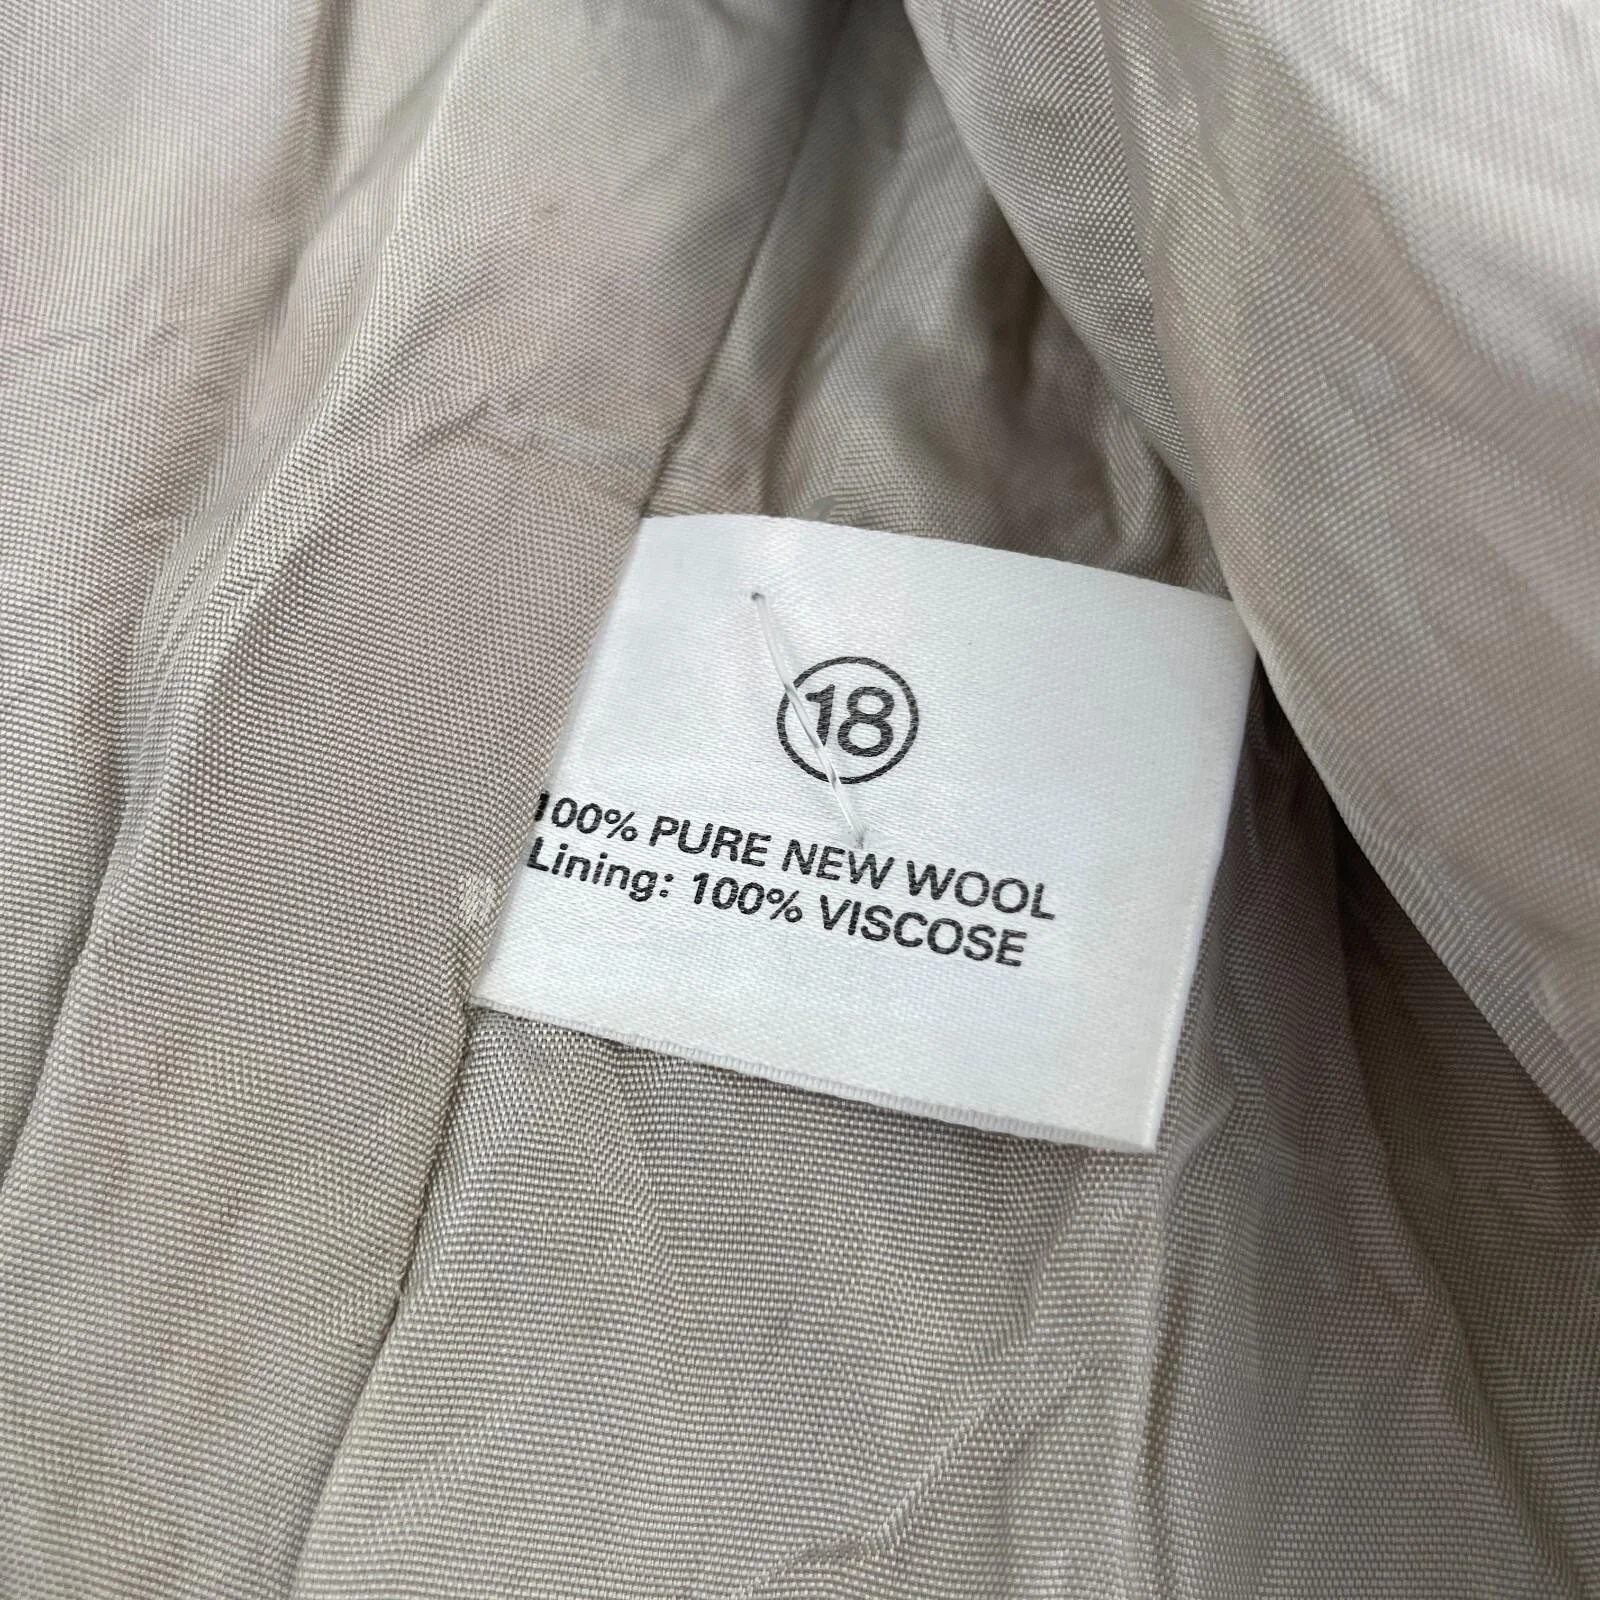 18
100% PURE NEW WOOL
Lining: 100% VISCOSE